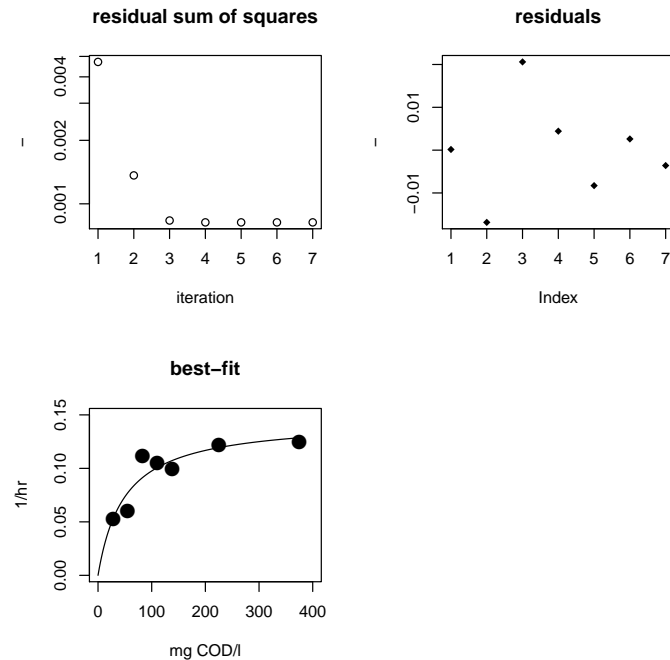 residual sum of squares
–
0.001
0.002
0.004
1 2 3 4 5 6 7
iteration
residuals
–
−0.01
0.01
1 2 3 4 5 6 7
Index
best−fit
1/hr
0.00
0.05
0.10
0.15
0 100 200 300 400
mg COD/l